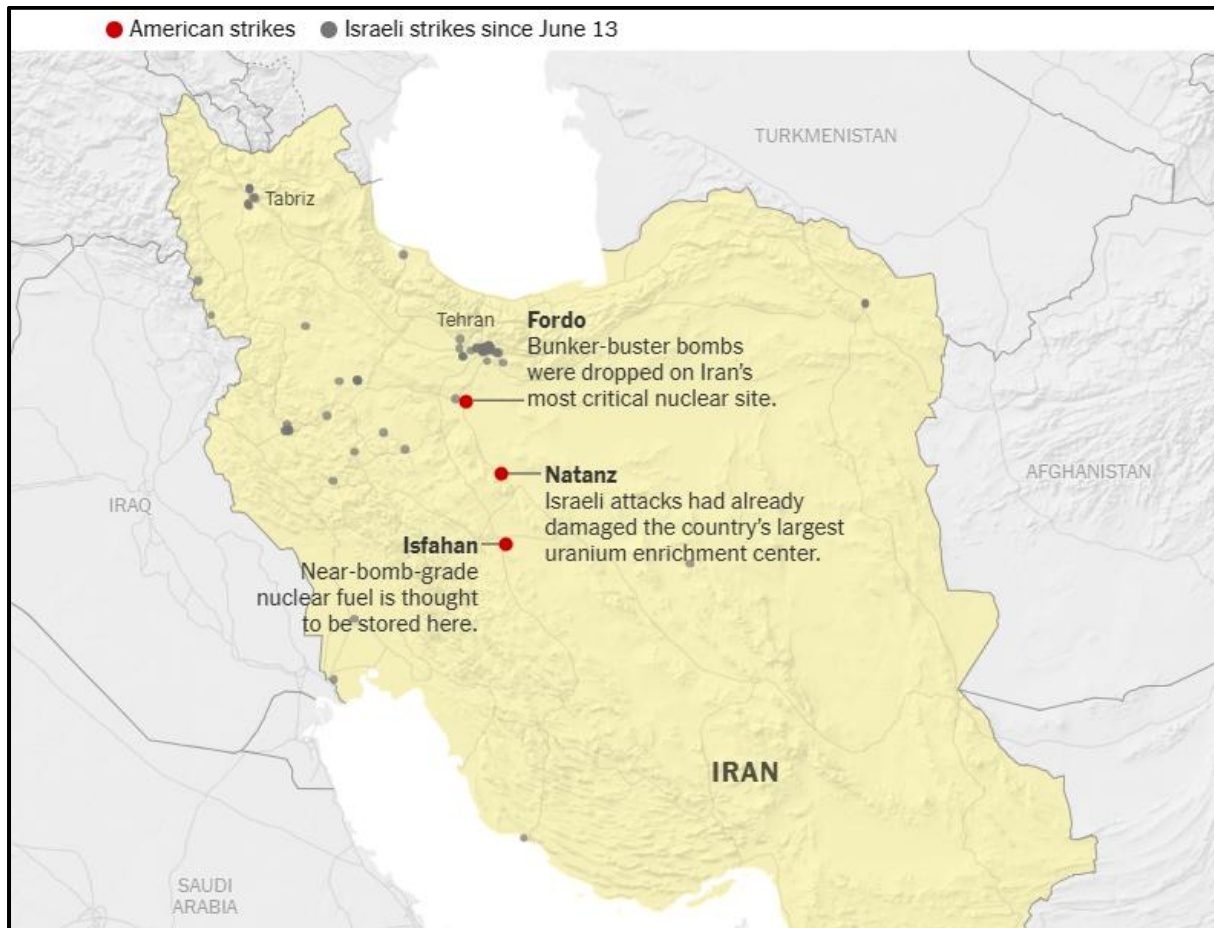 American strikes Israeli strikes since June 13
TURKMENISTAN
Tabriz
Tehran
Fordo
Bunker-buster bombs
were dropped on Iran’s
most critical nuclear site.
AFGHANISTAN
IRAQ
Natanz
Israeli attacks had already
damaged the country’s largest
uranium enrichment center.
Isfahan
Near-bomb-grade
nuclear fuel is thought
to be stored here.
IRAN
SAUDI
ARABIA